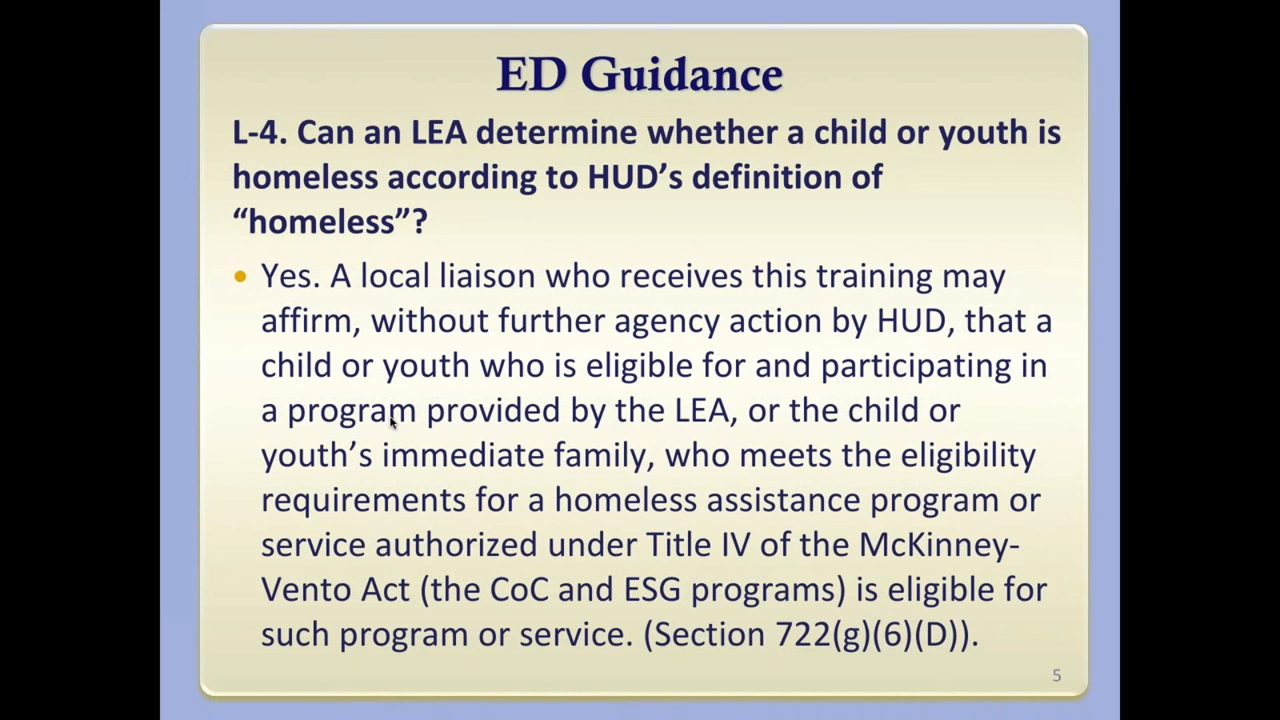 ED Guidance
L-4. Can an LEA determine whether a child or youth is
homeless according to HUD’s definition of
“homeless”?
• Yes. A local liaison who receives this training may
affirm, without further agency action by HUD, that a
child or youth who is eligible for and participating in
a program provided by the LEA, or the child or
youth’s immediate family, who meets the eligibility
requirements for a homeless assistance program or
service authorized under Title IV of the McKinney-
Vento Act (the CoC and ESG programs) is eligible for
such program or service. (Section 722(g)(6)(D)).
5